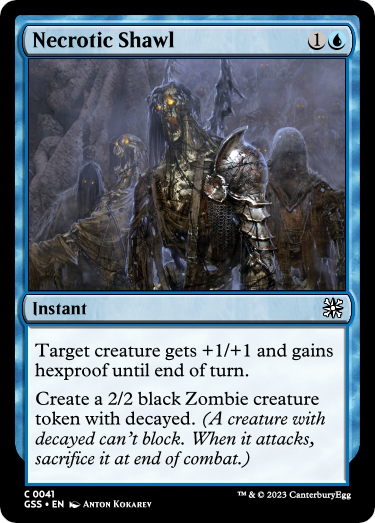 Necrotic Shawl
1
Instant
Target creature gets +1/+1 and gains
hexproof until end of turn.
Create a 2/2 black Zombie creature
token with decayed. (A creature with
decayed can't block. When it attacks,
sacrifice it at end of combat.)
C 0041
GSS • EN Anton Kokarev
™ & © 2023 CanterburyEgg